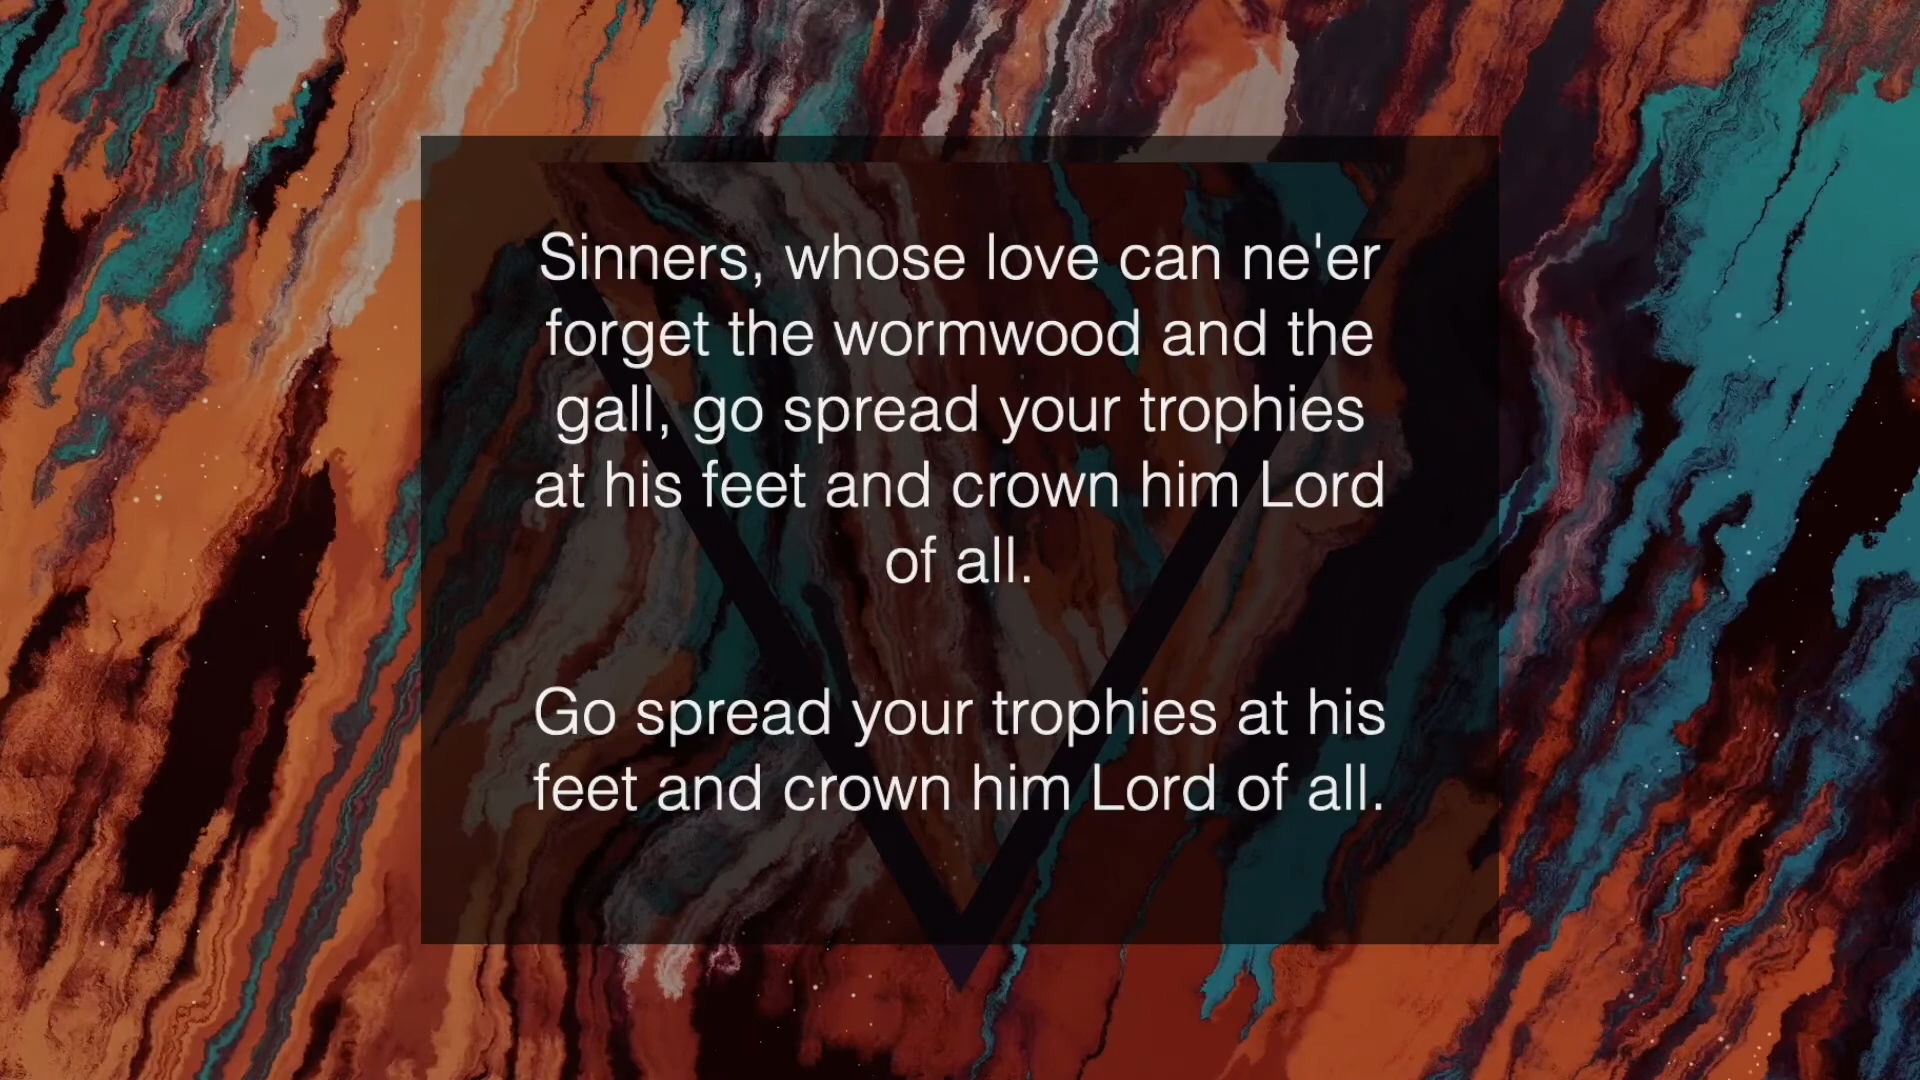 Sinners, whose love can ne'er
forget the wormwood and the
gall, go spread your trophies
at his feet and crown him Lord
of all.
Go spread your trophies at his
feet and crown him Lord of all.